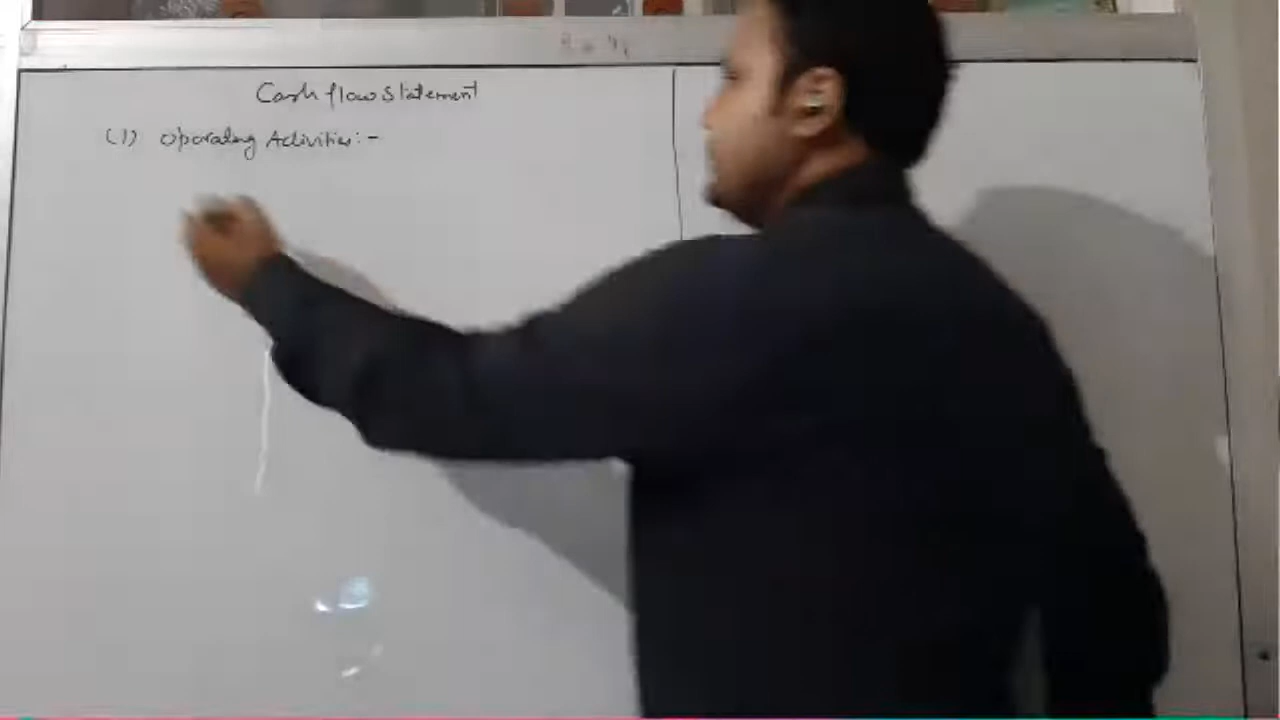 Cash flow Statement
(1) Operating Activities:-